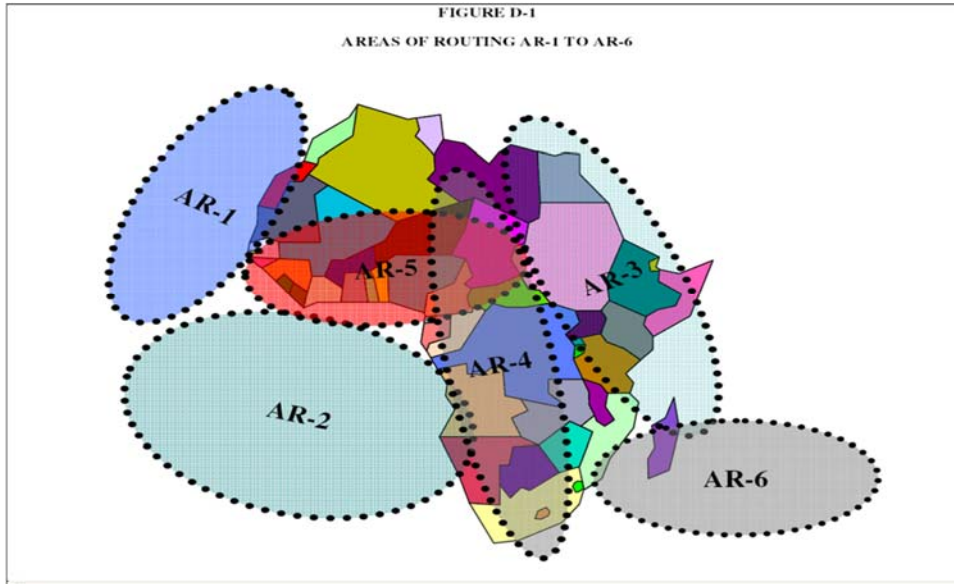 FIGURE D-1
AREAS OF ROUTING AR-1 TO AR-6
AR-1
AR-5
AR-3
AR-4
AR-2
AR-6